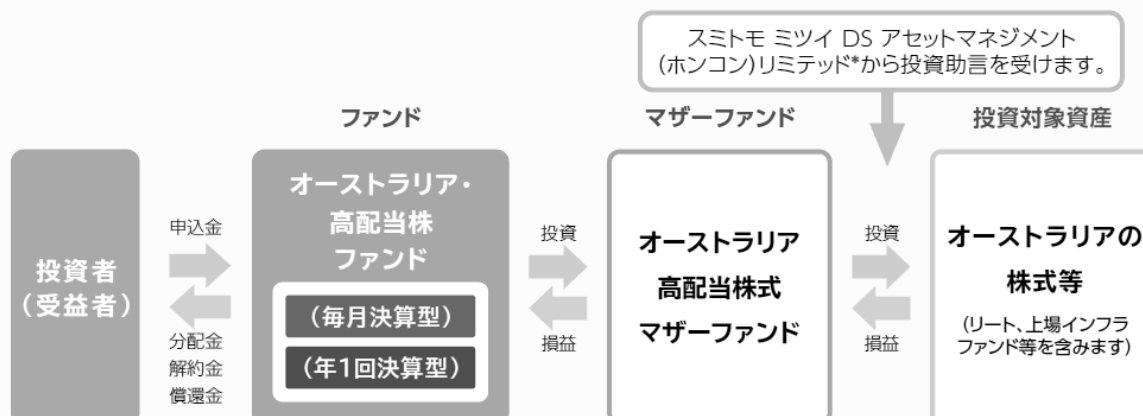 スミトモ ミツイ DS アセットマネジメント
(ホンコン)リミテッド*から投資助言を受けます。
ファンド
マザーファンド
投資対象資産
投資者
(受益者)
申込金
分配金
解約金
償還金
オーストラリア・
高配当株
ファンド
(毎月決算型)
(年1回決算型)
投資
損益
オーストラリア
高配当株式
マザーファンド
投資
損益
オーストラリアの
株式等
(リート、上場インフラ
ファンド等を含みます)